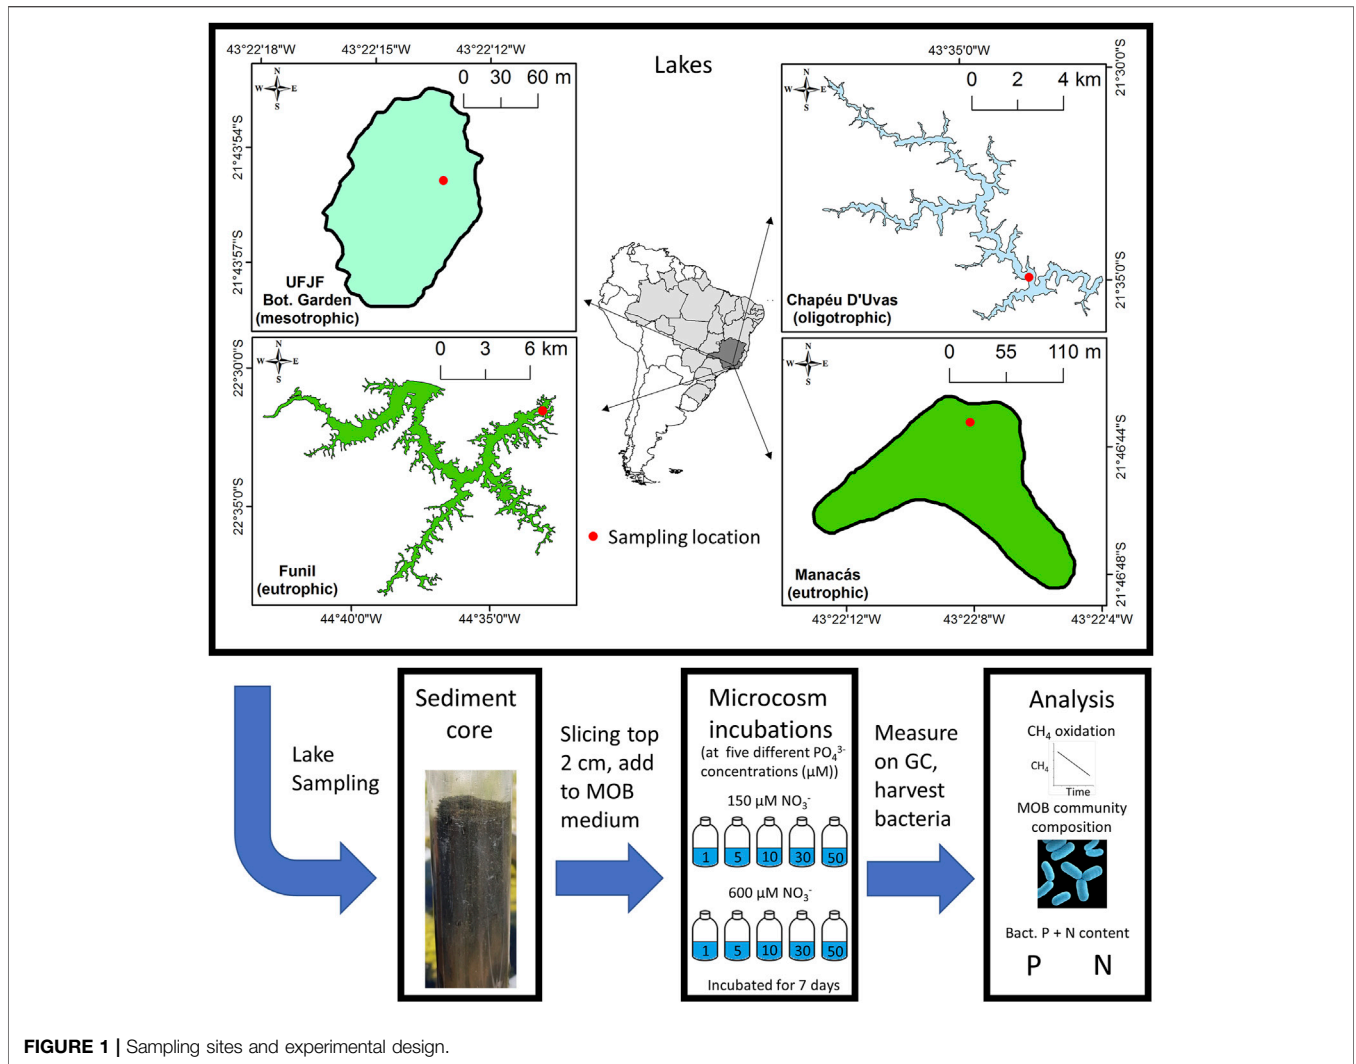 Lakes
43°22'18"W 43°22'15"W 43°22'12"W
N
W E
S
0 30 60 m
21°43'54"S
21°43'57"S
UFJF
Bot. Garden
(mesotrophic)
43°35'0"W
N
W E
S
0 2 4 km
21°30'0"S
21°35'0"S
Chapéu D'Uvas
(oligotrophic)
N
W E
S
0 3 6 km
22°30'0"S
22°35'0"S
Funil
(eutrophic)
44°40'0"W 44°35'0"W
Sampling location
N
W E
S
0 55 110 m
21°46'44"S
21°46'48"S
Manacás
(eutrophic)
43°22'12"W 43°22'8"W 43°22'4"W
Lake
Sampling
Sediment
core
Slicing top
2 cm, add
to MOB
medium
Microcosm
incubations
(at five different PO₄³⁻
concentrations (µM))
150 µM NO₃⁻
1 5 10 30 50
600 µM NO₃⁻
1 5 10 30 50
Incubated for 7 days
Measure
on GC,
harvest
bacteria
Analysis
CH₄ oxidation
CH₄
Time
MOB community
composition
Bact. P + N content
P N
FIGURE 1 | Sampling sites and experimental design.